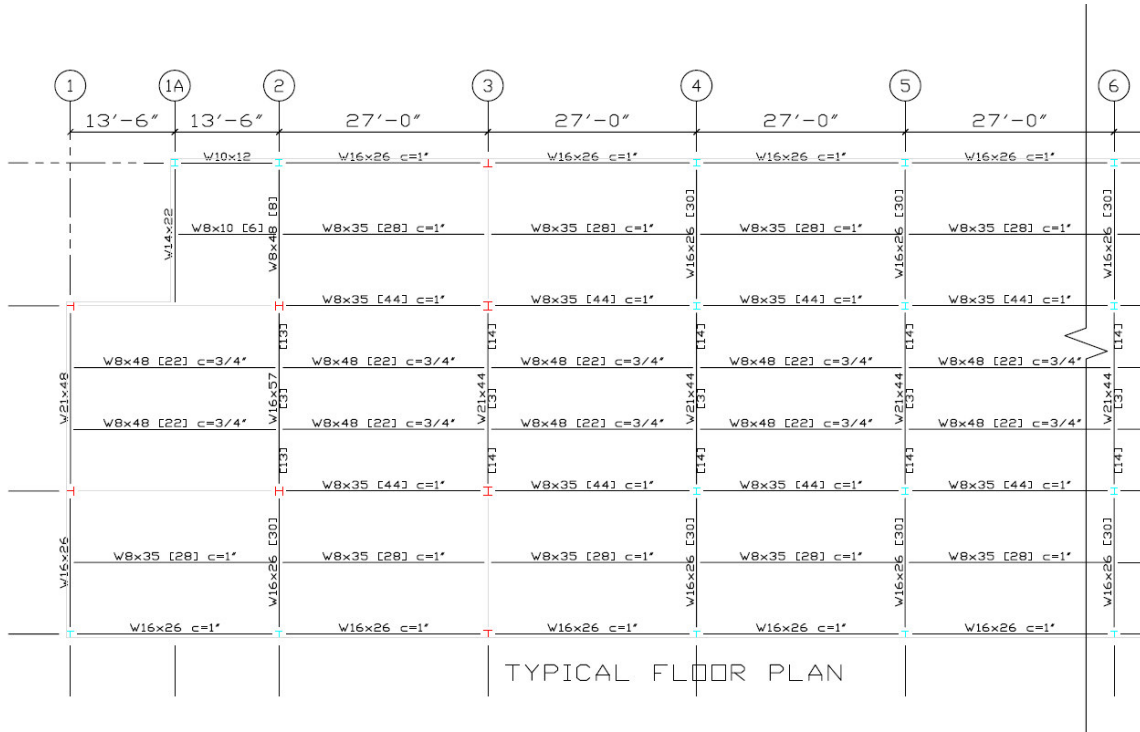 1 1A 2 3 4 5 6
13'-6" 13'-6" 27'-0" 27'-0" 27'-0" 27'-0"
W10x12 W16x26 c=1" W16x26 c=1" W16x26 c=1" W16x26 c=1"
W14x22 W8x48 [8] W16x26 [30] W16x26 [30] W16x26 [30]
W8x10 [6] W8x35 [28] c=1" W8x35 [28] c=1" W8x35 [28] c=1" W8x35 [28] c=1"
W8x35 [44] c=1" W8x35 [44] c=1" W8x35 [44] c=1" W8x35 [44] c=1"
[13] [14] [14] [14] [14]
W8x48 [22] c=3/4" W8x48 [22] c=3/4" W8x48 [22] c=3/4" W8x48 [22] c=3/4" W8x48 [22] c=3/4"
W21x48 W16x57 [3] W21x44 [3] W21x44 [3] W21x44 [3] W21x44 [3]
W8x48 [22] c=3/4" W8x48 [22] c=3/4" W8x48 [22] c=3/4" W8x48 [22] c=3/4" W8x48 [22] c=3/4"
[13] [14] [14] [14] [14]
W8x35 [44] c=1" W8x35 [44] c=1" W8x35 [44] c=1" W8x35 [44] c=1"
W16x26 W16x26 [30] W16x26 [30] W16x26 [30] W16x26 [30]
W8x35 [28] c=1" W8x35 [28] c=1" W8x35 [28] c=1" W8x35 [28] c=1" W8x35 [28] c=1"
W16x26 c=1" W16x26 c=1" W16x26 c=1" W16x26 c=1" W16x26 c=1"
TYPICAL FLOOR PLAN